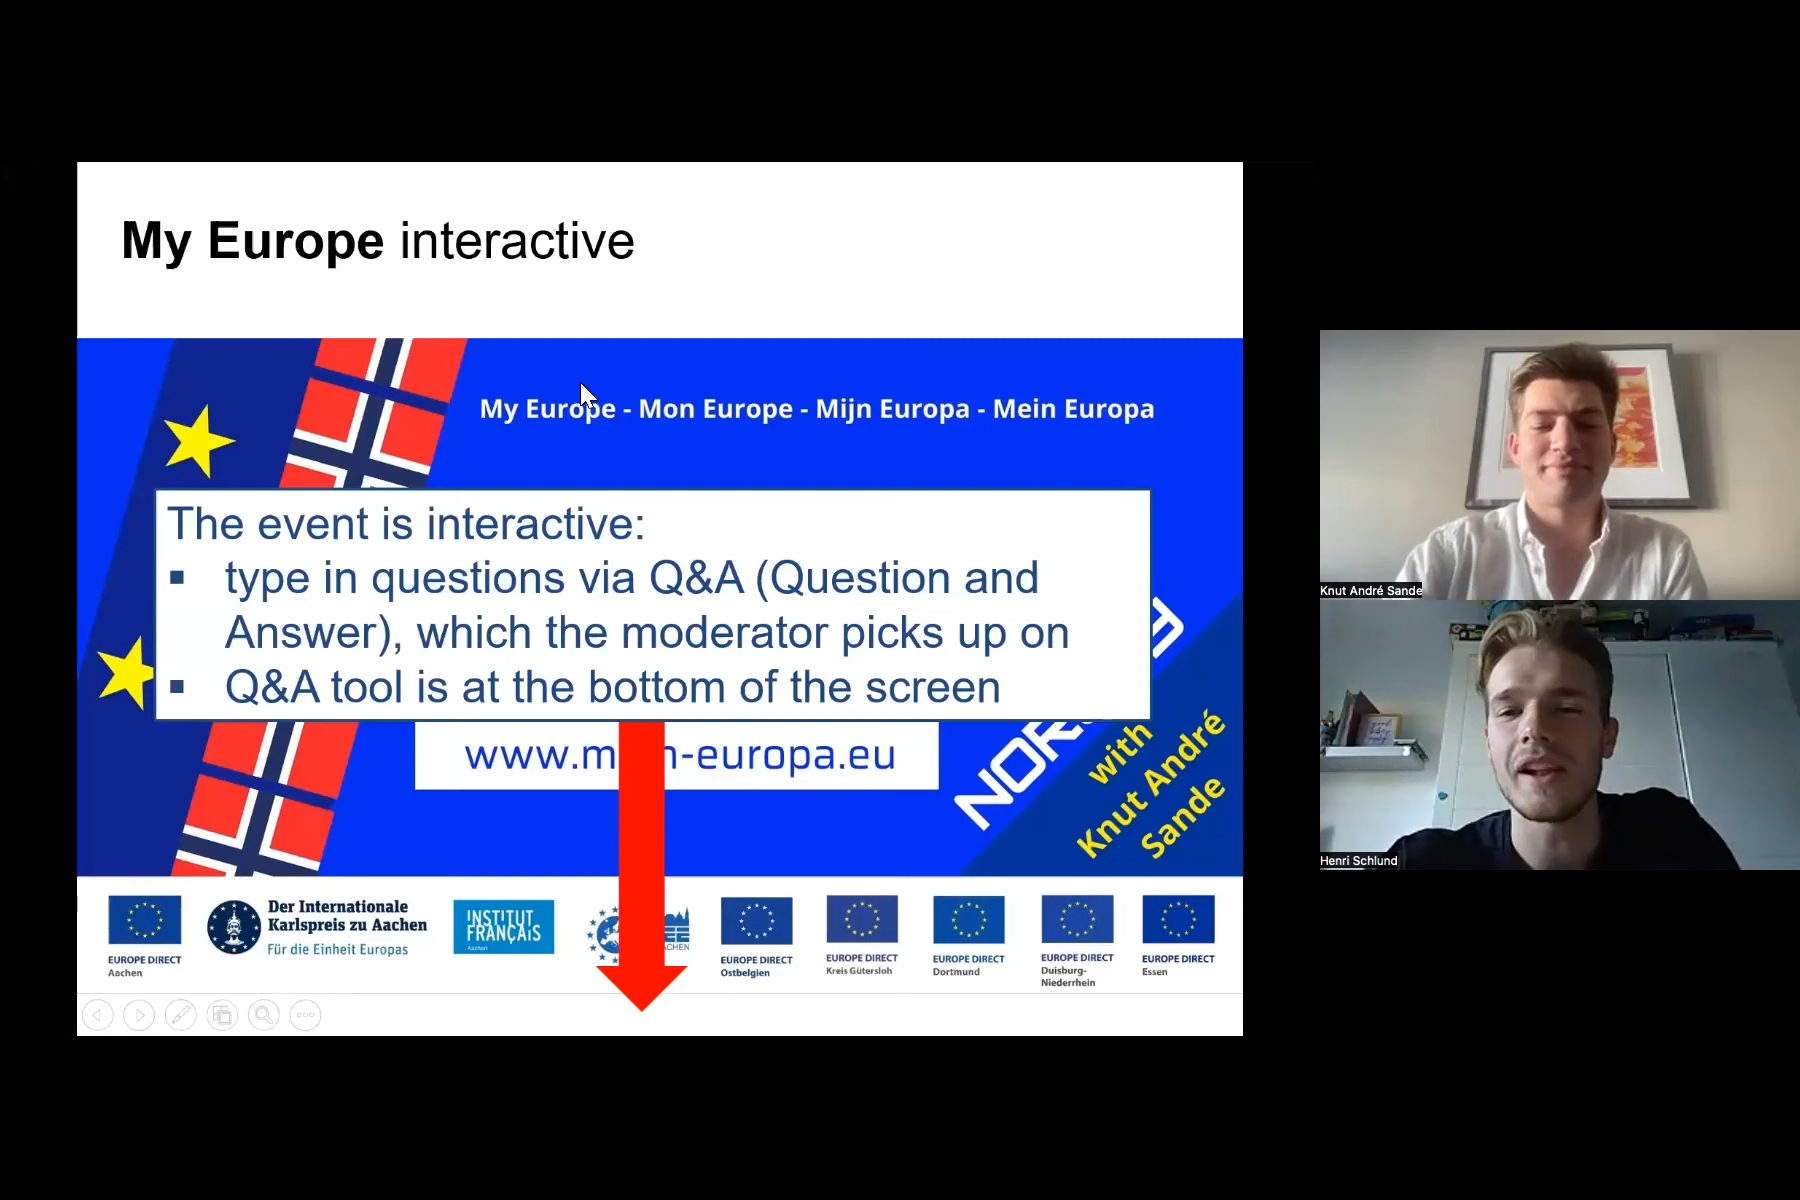 My Europe interactive
My Europe - Mon Europe - Mijn Europa - Mein Europa
The event is interactive:
▪ type in questions via Q&A (Question and
Answer), which the moderator picks up on
▪ Q&A tool is at the bottom of the screen
www.m n-europa.eu
NOR
with
Knut André
Sande
EUROPE DIRECT
Aachen
Der Internationale
Karlspreis zu Aachen
Für die Einheit Europas
INSTITUT
FRANÇAIS
Aachen
EUROPE DIRECT
Ostbelgien
EUROPE DIRECT
Kreis Gütersloh
EUROPE DIRECT
Dortmund
EUROPE DIRECT
Duisburg-
Niederrhein
EUROPE DIRECT
Essen
Knut André Sande
Henri Schlund